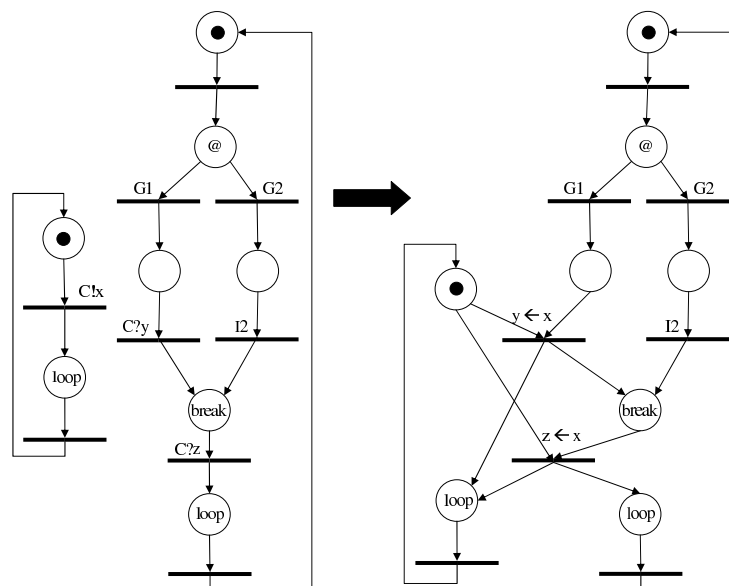 @
G1 G2
C!x
C?y I2
loop
break
C?z
loop
@
G1 G2
y ← x
I2
break
z ← x
loop loop